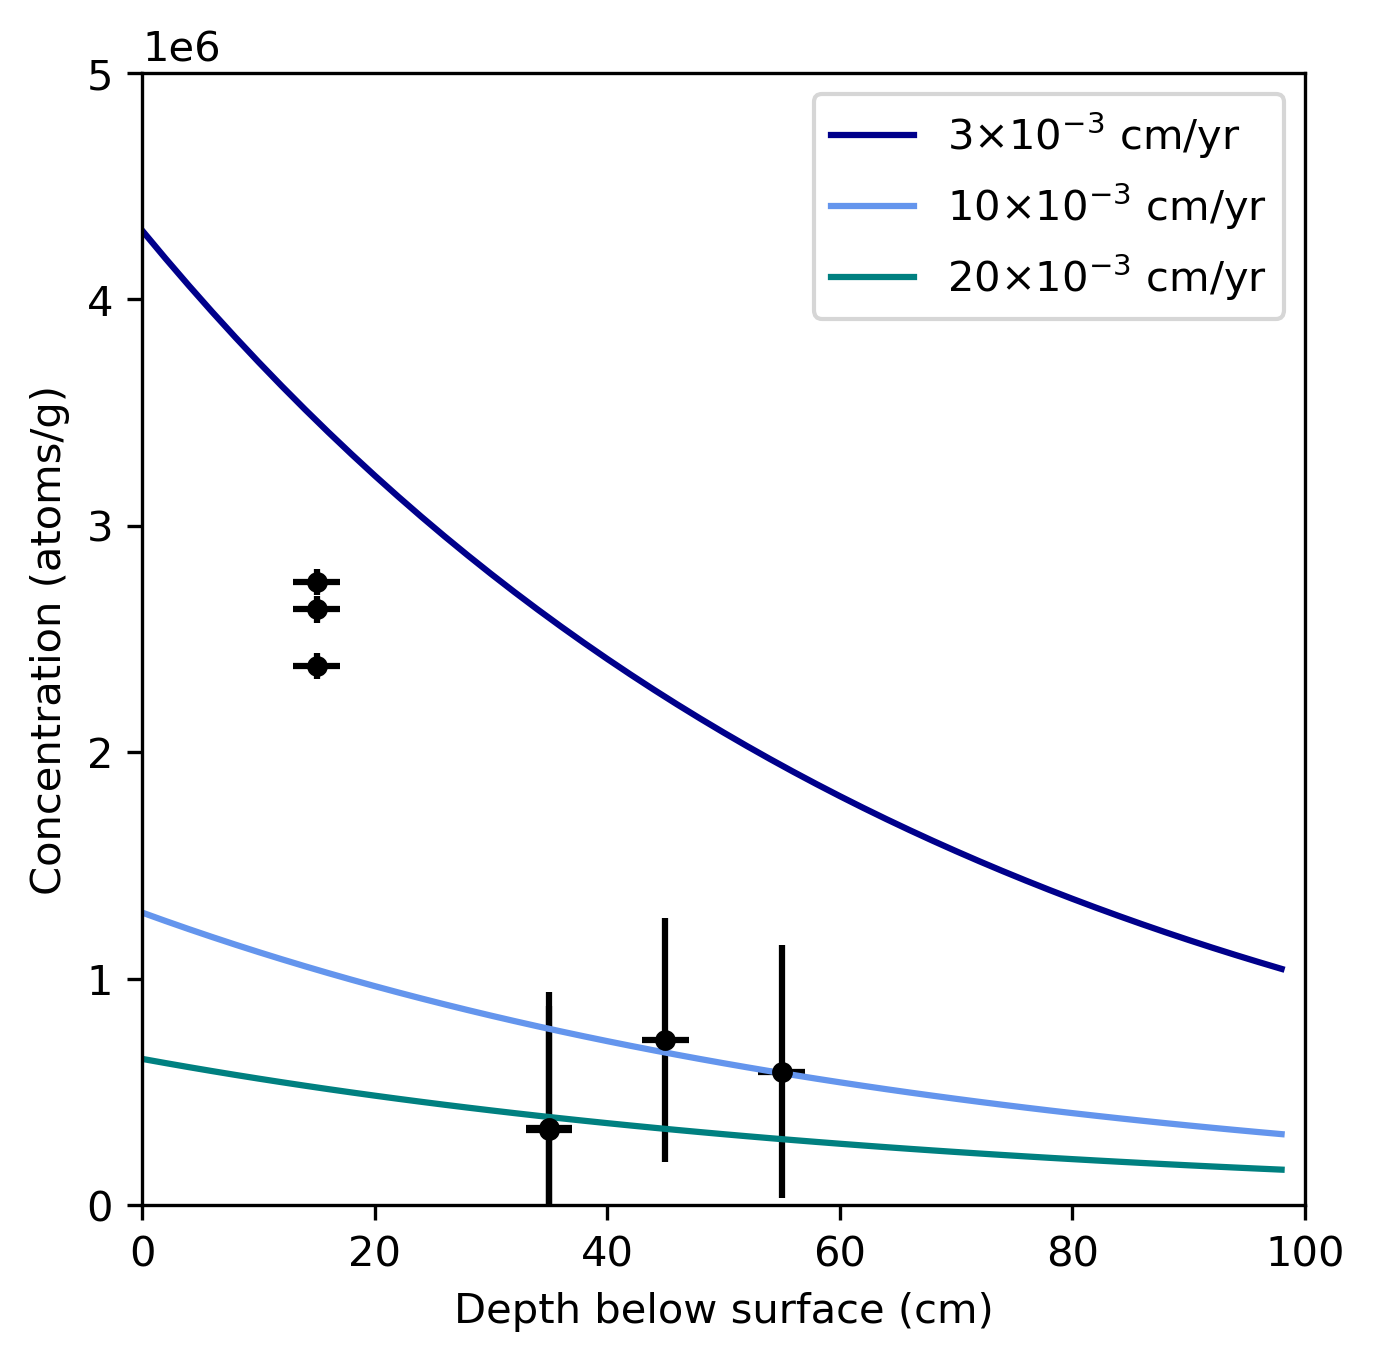 1e6
5
4
3
2
1
0
0 20 40 60 80 100
Depth below surface (cm)
Concentration (atoms/g)
3×10⁻³ cm/yr
10×10⁻³ cm/yr
20×10⁻³ cm/yr